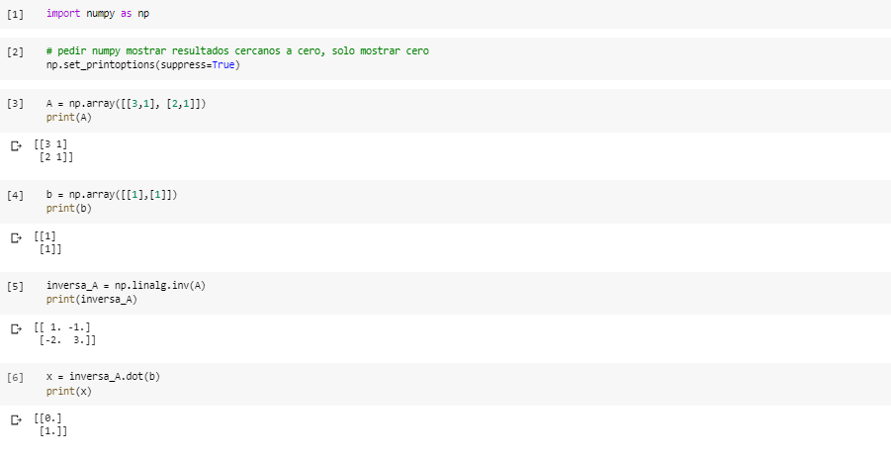 [1] import numpy as np
[2] # pedir numpy mostrar resultados cercanos a cero, solo mostrar cero
np.set_printoptions(suppress=True)
[3] A = np.array([[3,1], [2,1]])
print(A)
[[3 1]
[2 1]]
[4] b = np.array([[1],[1]])
print(b)
[[1]
[1]]
[5] inversa_A = np.linalg.inv(A)
print(inversa_A)
[[ 1. -1.]
[-2.  3.]]
[6] x = inversa_A.dot(b)
print(x)
[[0.]
[1.]]